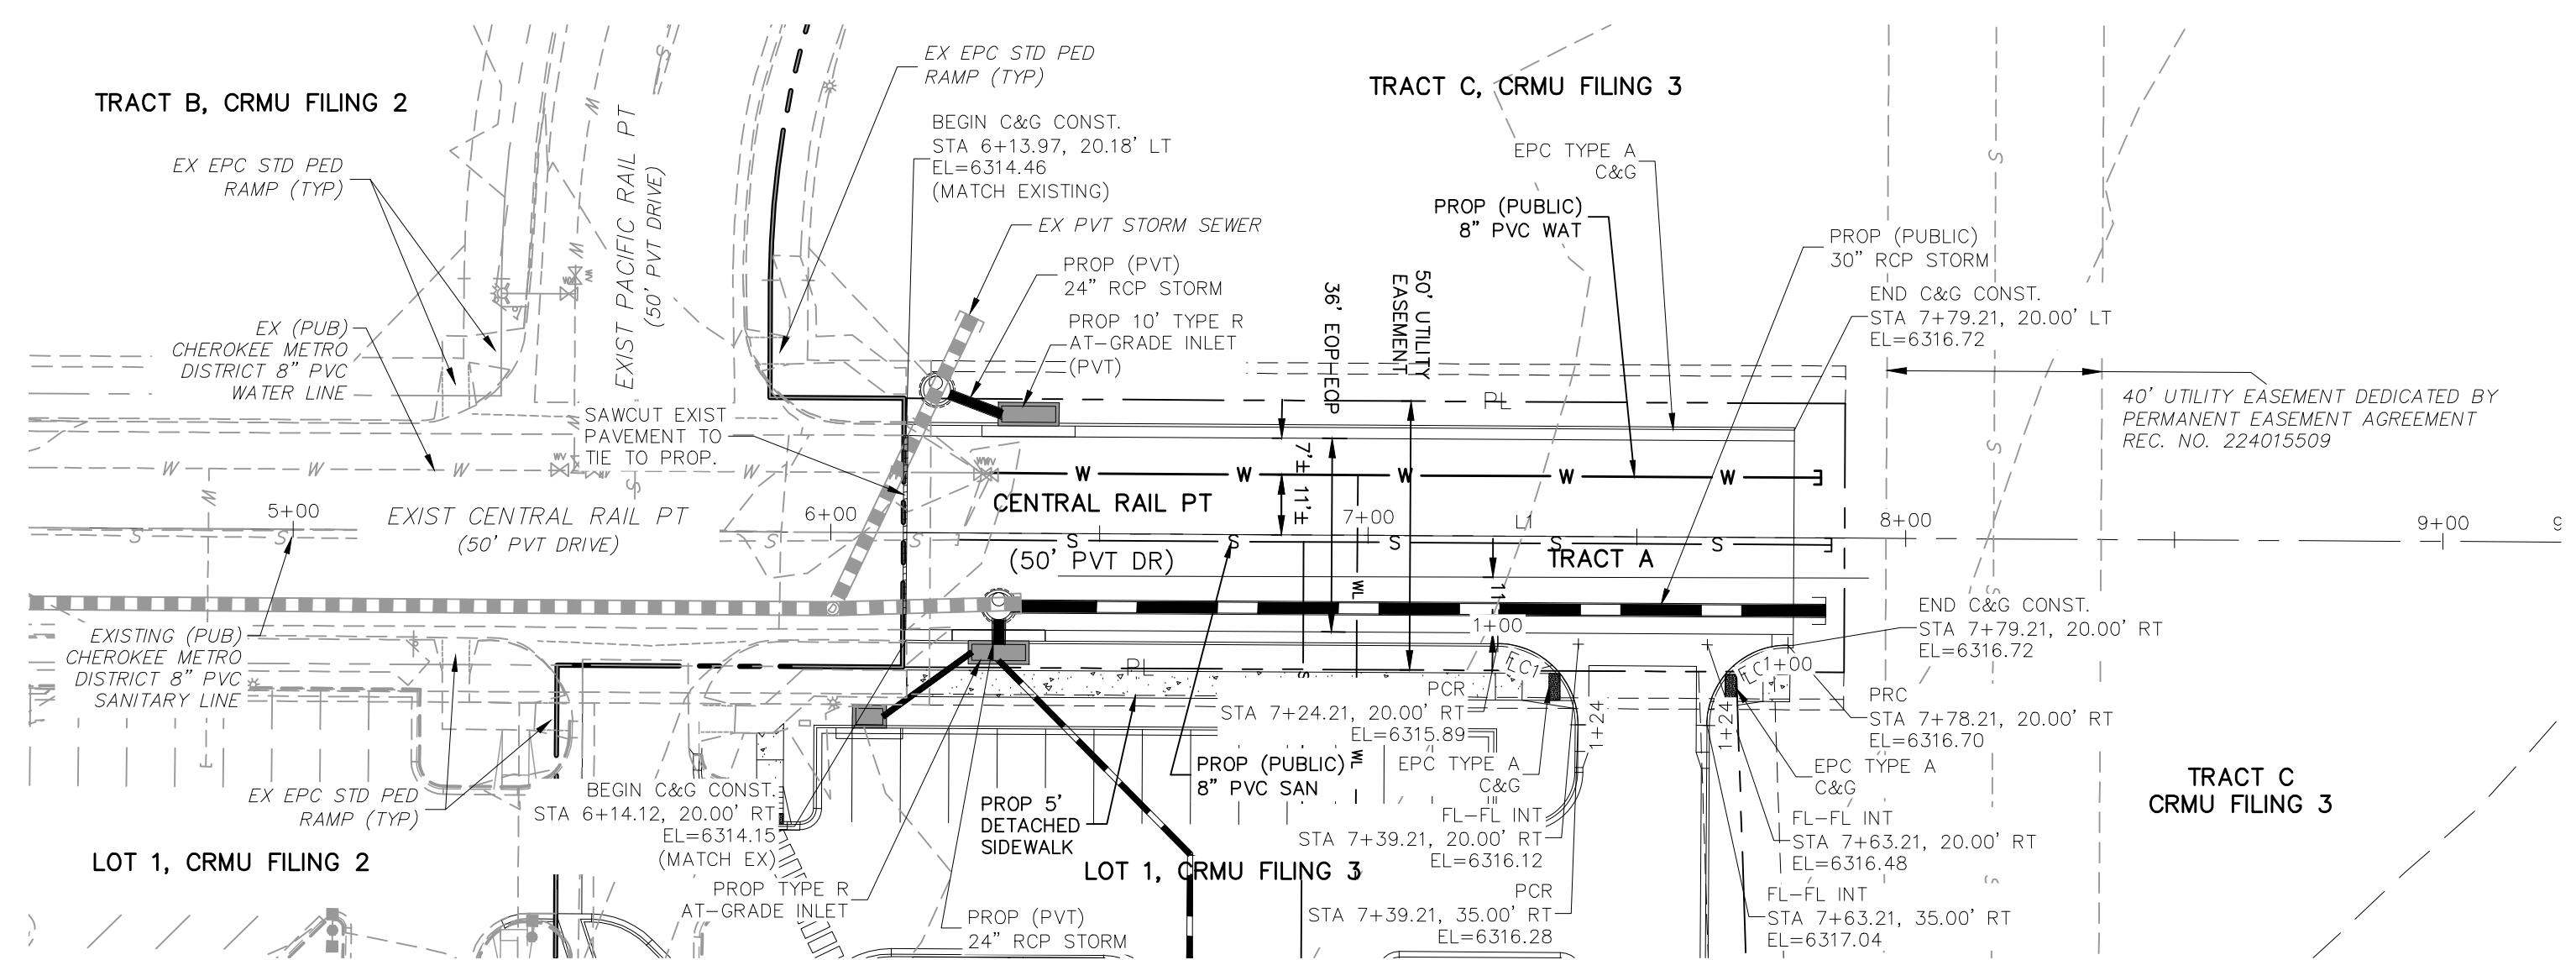 TRACT B, CRMU FILING 2
EX EPC STD PED
RAMP (TYP)
EX (PUB)
CHEROKEE METRO
DISTRICT 8" PVC
WATER LINE
EXIST PACIFIC RAIL PT
(50' PVT DRIVE)
EX EPC STD PED
RAMP (TYP)
BEGIN C&G CONST.
STA 6+13.97, 20.18' LT
EL=6314.46
(MATCH EXISTING)
EX PVT STORM SEWER
PROP (PVT)
24" RCP STORM
PROP 10' TYPE R
AT-GRADE INLET
(PVT)
SAWCUT EXIST
PAVEMENT TO
TIE TO PROP.
TRACT C, CRMU FILING 3
EPC TYPE A
C&G
PROP (PUBLIC)
8" PVC WAT
PROP (PUBLIC)
30" RCP STORM
END C&G CONST.
STA 7+79.21, 20.00' LT
EL=6316.72
40' UTILITY EASEMENT DEDICATED BY
PERMANENT EASEMENT AGREEMENT
REC. NO. 224015509
50' UTILITY
EASEMENT
36' EOP-EOP
7'±
11'±
PL
W W W W W
CENTRAL RAIL PT
(50' PVT DR)
TRACT A
S S S S S
L1
5+00
6+00
7+00
8+00
9+00
EXIST CENTRAL RAIL PT
(50' PVT DRIVE)
EXISTING (PUB)
CHEROKEE METRO
DISTRICT 8" PVC
SANITARY LINE
EX EPC STD PED
RAMP (TYP)
LOT 1, CRMU FILING 2
BEGIN C&G CONST.
STA 6+14.12, 20.00' RT
EL=6314.15
(MATCH EX)
PROP TYPE R
AT-GRADE INLET
PROP (PVT)
24" RCP STORM
PROP 5'
DETACHED
SIDEWALK
PROP (PUBLIC)
8" PVC SAN
LOT 1, CRMU FILING 3
PL
WL
WL
1+00
1+00
1+24
1+24
PCR
STA 7+24.21, 20.00' RT
EL=6315.89
EPC TYPE A
C&G
FL-FL INT
STA 7+39.21, 20.00' RT
EL=6316.12
PCR
STA 7+39.21, 35.00' RT
EL=6316.28
END C&G CONST.
STA 7+79.21, 20.00' RT
EL=6316.72
PRC
STA 7+78.21, 20.00' RT
EL=6316.70
EPC TYPE A
C&G
FL-FL INT
STA 7+63.21, 20.00' RT
EL=6316.48
FL-FL INT
STA 7+63.21, 35.00' RT
EL=6317.04
TRACT C
CRMU FILING 3